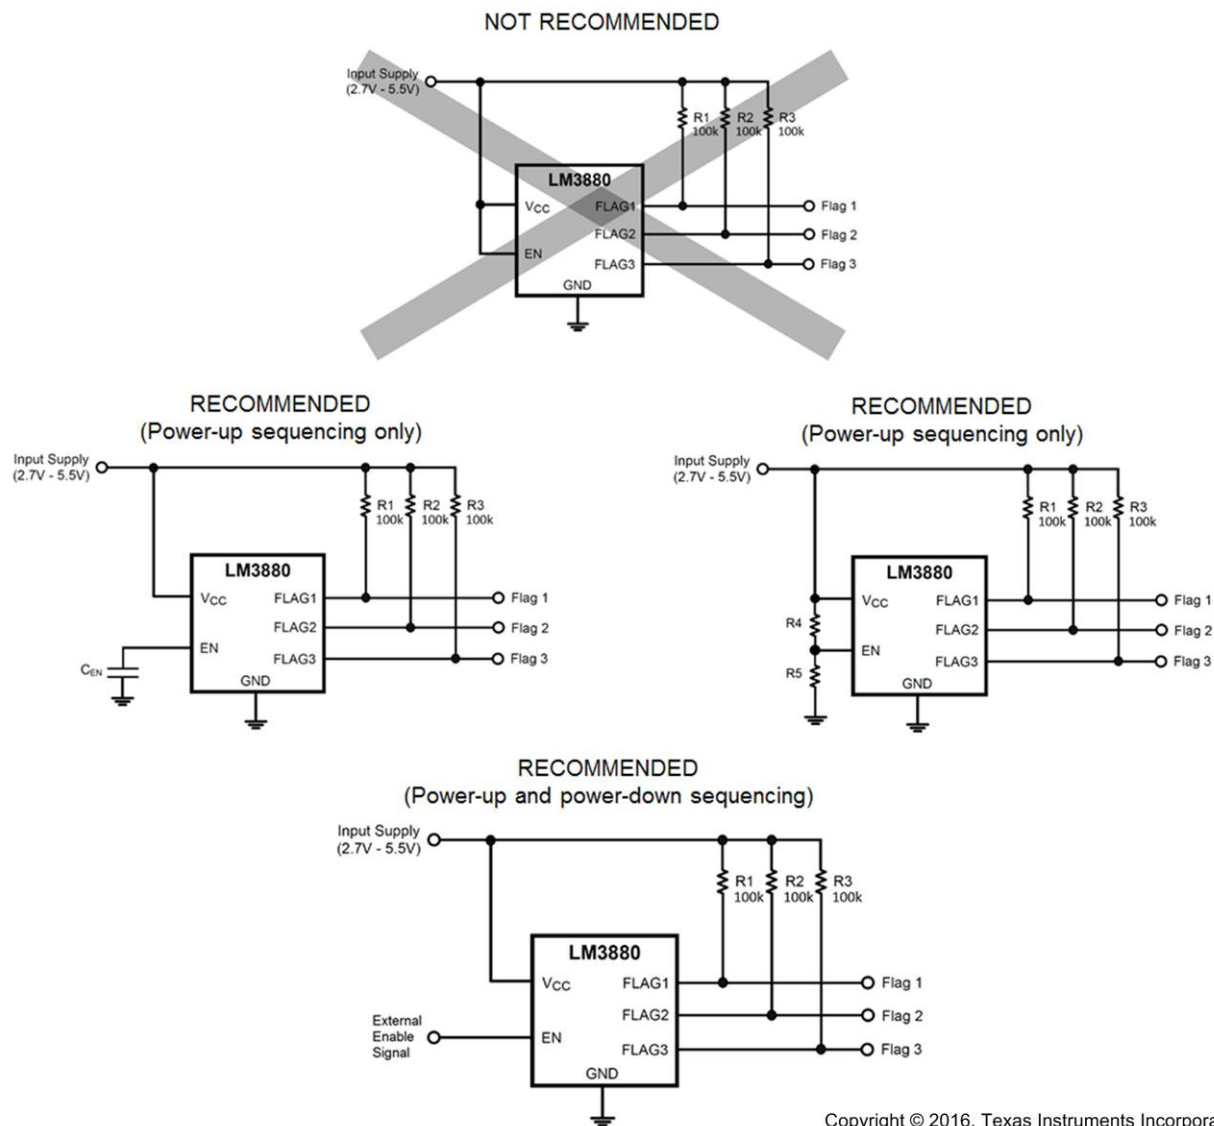 NOT RECOMMENDED
Input Supply
(2.7V - 5.5V)
R1
100k
R2
100k
R3
100k
LM3880
VCC
FLAG1
Flag 1
FLAG2
Flag 2
EN
FLAG3
Flag 3
GND
RECOMMENDED
(Power-up sequencing only)
Input Supply
(2.7V - 5.5V)
R1
100k
R2
100k
R3
100k
LM3880
VCC
FLAG1
Flag 1
FLAG2
Flag 2
EN
FLAG3
Flag 3
CEN
GND
RECOMMENDED
(Power-up sequencing only)
Input Supply
(2.7V - 5.5V)
R1
100k
R2
100k
R3
100k
LM3880
VCC
FLAG1
Flag 1
R4
FLAG2
Flag 2
EN
FLAG3
Flag 3
R5
GND
RECOMMENDED
(Power-up and power-down sequencing)
Input Supply
(2.7V - 5.5V)
R1
100k
R2
100k
R3
100k
LM3880
VCC
FLAG1
Flag 1
FLAG2
Flag 2
External
Enable
Signal
EN
FLAG3
Flag 3
GND
Copyright © 2016, Texas Instruments Incorpora